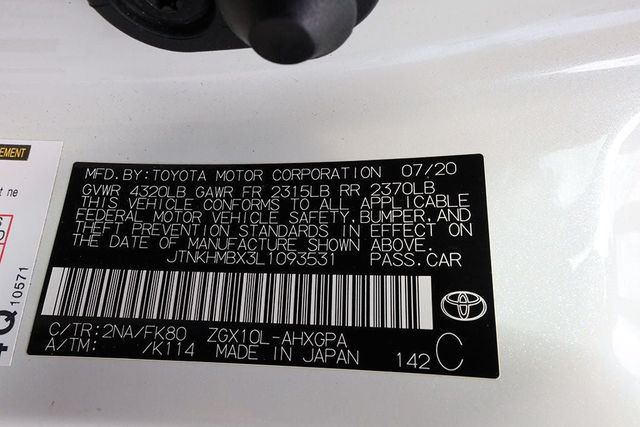 MFD. BY: TOYOTA MOTOR CORPORATION 07/20
GVWR 4320LB GAWR FR 2315LB RR 2370LB
THIS VEHICLE CONFORMS TO ALL APPLICABLE
FEDERAL MOTOR VEHICLE SAFETY, BUMPER, AND
THEFT PREVENTION STANDARDS IN EFFECT ON
THE DATE OF MANUFACTURE SHOWN ABOVE.
JTNKHMBX3L1093531 PASS.CAR
C/TR: 2NA/FK80 ZGX10L-AHXGPA
A/TM: /K114 MADE IN JAPAN 142 C
EMENT
t ne
10571